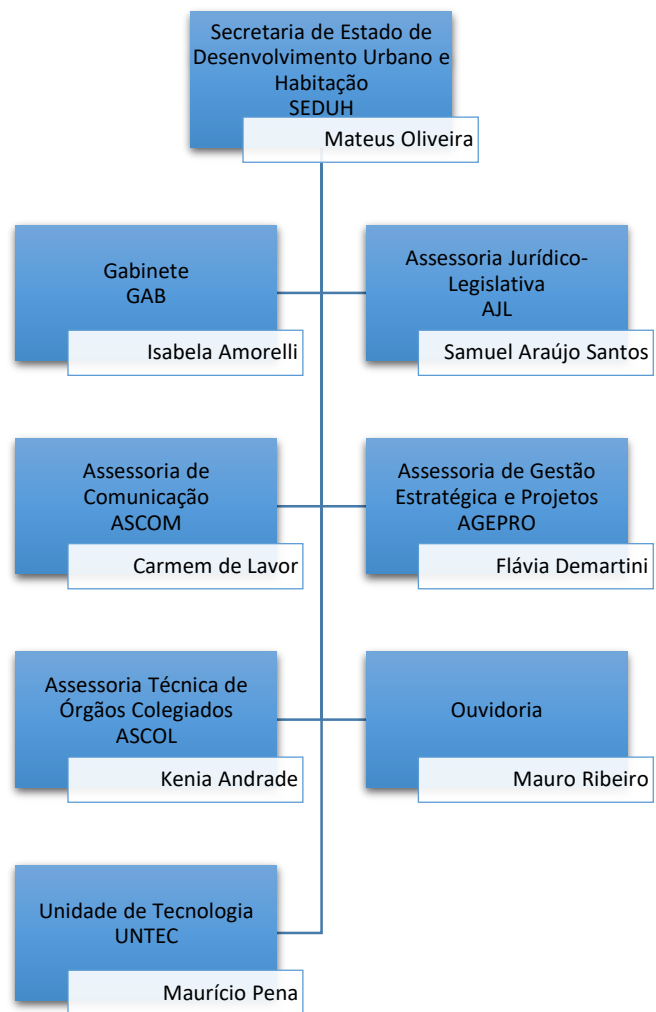 Secretaria de Estado de
Desenvolvimento Urbano e
Habitação
SEDUH
Mateus Oliveira
Gabinete
GAB
Isabela Amorelli
Assessoria Jurídico-
Legislativa
AJL
Samuel Araújo Santos
Assessoria de
Comunicação
ASCOM
Carmem de Lavor
Assessoria de Gestão
Estratégica e Projetos
AGEPRO
Flávia Demartini
Assessoria Técnica de
Órgãos Colegiados
ASCOL
Kenia Andrade
Ouvidoria
Mauro Ribeiro
Unidade de Tecnologia
UNTEC
Maurício Pena